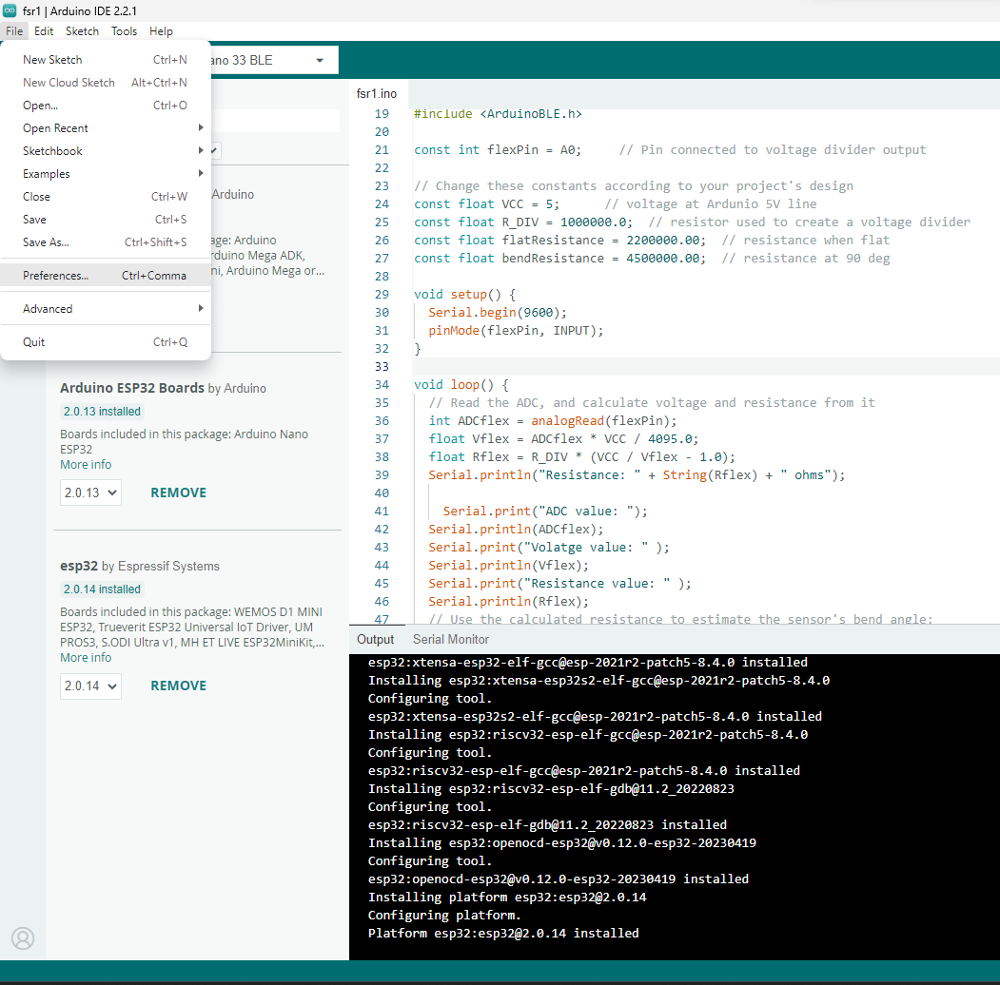 fsr1 | Arduino IDE 2.2.1
File Edit Sketch Tools Help
New Sketch Ctrl+N
New Cloud Sketch Alt+Ctrl+N
Open... Ctrl+O
Open Recent
Sketchbook
Examples
Close Ctrl+W
Save Ctrl+S
Save As... Ctrl+Shift+S
Preferences... Ctrl+Comma
Advanced
Quit Ctrl+Q
ano 33 BLE
Arduino
age: Arduino
rduino Mega ADK,
ni, Arduino Mega or...
Arduino ESP32 Boards by Arduino
2.0.13 installed
Boards included in this package: Arduino Nano
ESP32
More info
2.0.13 REMOVE
esp32 by Espressif Systems
2.0.14 installed
Boards included in this package: WEMOS D1 MINI
ESP32, Trueverit ESP32 Universal IoT Driver, UM
PROS3, S.ODI Ultra v1, MH ET LIVE ESP32MiniKit,...
More info
2.0.14 REMOVE
fsr1.ino
19 #include <ArduinoBLE.h>
20
21 const int flexPin = A0; // Pin connected to voltage divider output
22
23 // Change these constants according to your project's design
24 const float VCC = 5; // voltage at Ardunio 5V line
25 const float R_DIV = 1000000.0; // resistor used to create a voltage divider
26 const float flatResistance = 2200000.00; // resistance when flat
27 const float bendResistance = 4500000.00; // resistance at 90 deg
28
29 void setup() {
30 Serial.begin(9600);
31 pinMode(flexPin, INPUT);
32 }
33
34 void loop() {
35 // Read the ADC, and calculate voltage and resistance from it
36 int ADCflex = analogRead(flexPin);
37 float Vflex = ADCflex * VCC / 4095.0;
38 float Rflex = R_DIV * (VCC / Vflex - 1.0);
39 Serial.println("Resistance: " + String(Rflex) + " ohms");
40
41 Serial.print("ADC value: ");
42 Serial.println(ADCflex);
43 Serial.print("Volatge value: " );
44 Serial.println(Vflex);
45 Serial.print("Resistance value: " );
46 Serial.println(Rflex);
47 // Use the calculated resistance to estimate the sensor's bend angle:
Output Serial Monitor
esp32:xtensa-esp32-elf-gcc@esp-2021r2-patch5-8.4.0 installed
Installing esp32:xtensa-esp32s2-elf-gcc@esp-2021r2-patch5-8.4.0
Configuring tool.
esp32:xtensa-esp32s2-elf-gcc@esp-2021r2-patch5-8.4.0 installed
Installing esp32:riscv32-esp-elf-gcc@esp-2021r2-patch5-8.4.0
Configuring tool.
esp32:riscv32-esp-elf-gcc@esp-2021r2-patch5-8.4.0 installed
Installing esp32:riscv32-esp-elf-gdb@11.2_20220823
Configuring tool.
esp32:riscv32-esp-elf-gdb@11.2_20220823 installed
Installing esp32:openocd-esp32@v0.12.0-esp32-20230419
Configuring tool.
esp32:openocd-esp32@v0.12.0-esp32-20230419 installed
Installing platform esp32:esp32@2.0.14
Configuring platform.
Platform esp32:esp32@2.0.14 installed